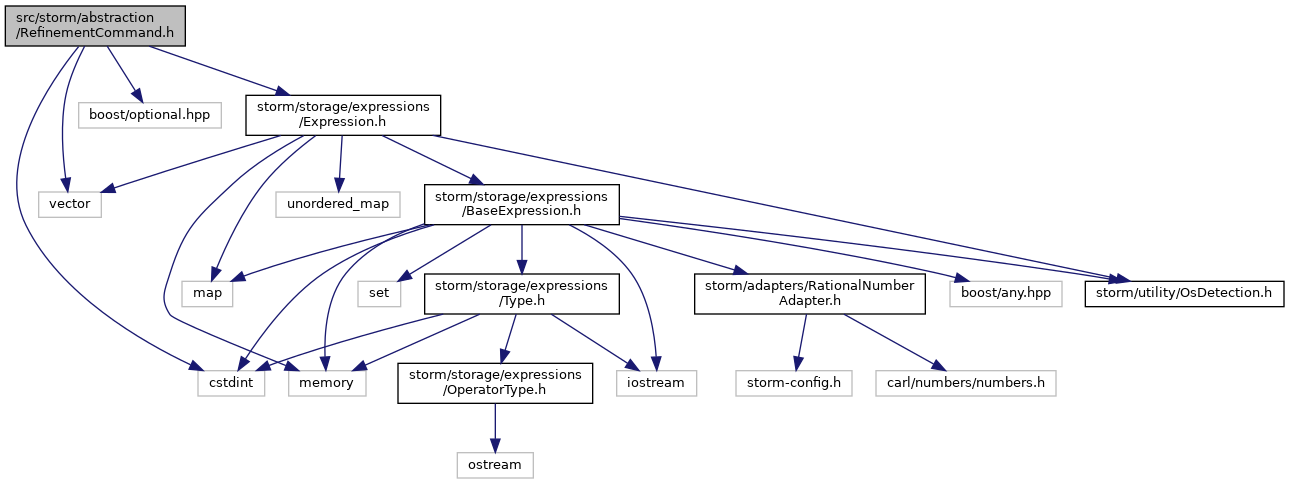 src/storm/abstraction
/RefinementCommand.h
boost/optional.hpp
storm/storage/expressions
/Expression.h
vector
unordered_map
storm/storage/expressions
/BaseExpression.h
map
set
storm/storage/expressions
/Type.h
storm/adapters/RationalNumber
Adapter.h
boost/any.hpp
storm/utility/OsDetection.h
cstdint
memory
storm/storage/expressions
/OperatorType.h
iostream
storm-config.h
carl/numbers/numbers.h
ostream